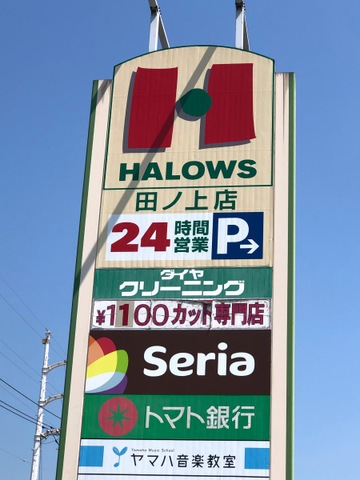 HALOWS
田ノ上店
24時間営業 P→
ダイヤ
クリーニング
¥1100カット専門店
Seria
トマト銀行
Yamaha Music School
ヤマハ音楽教室